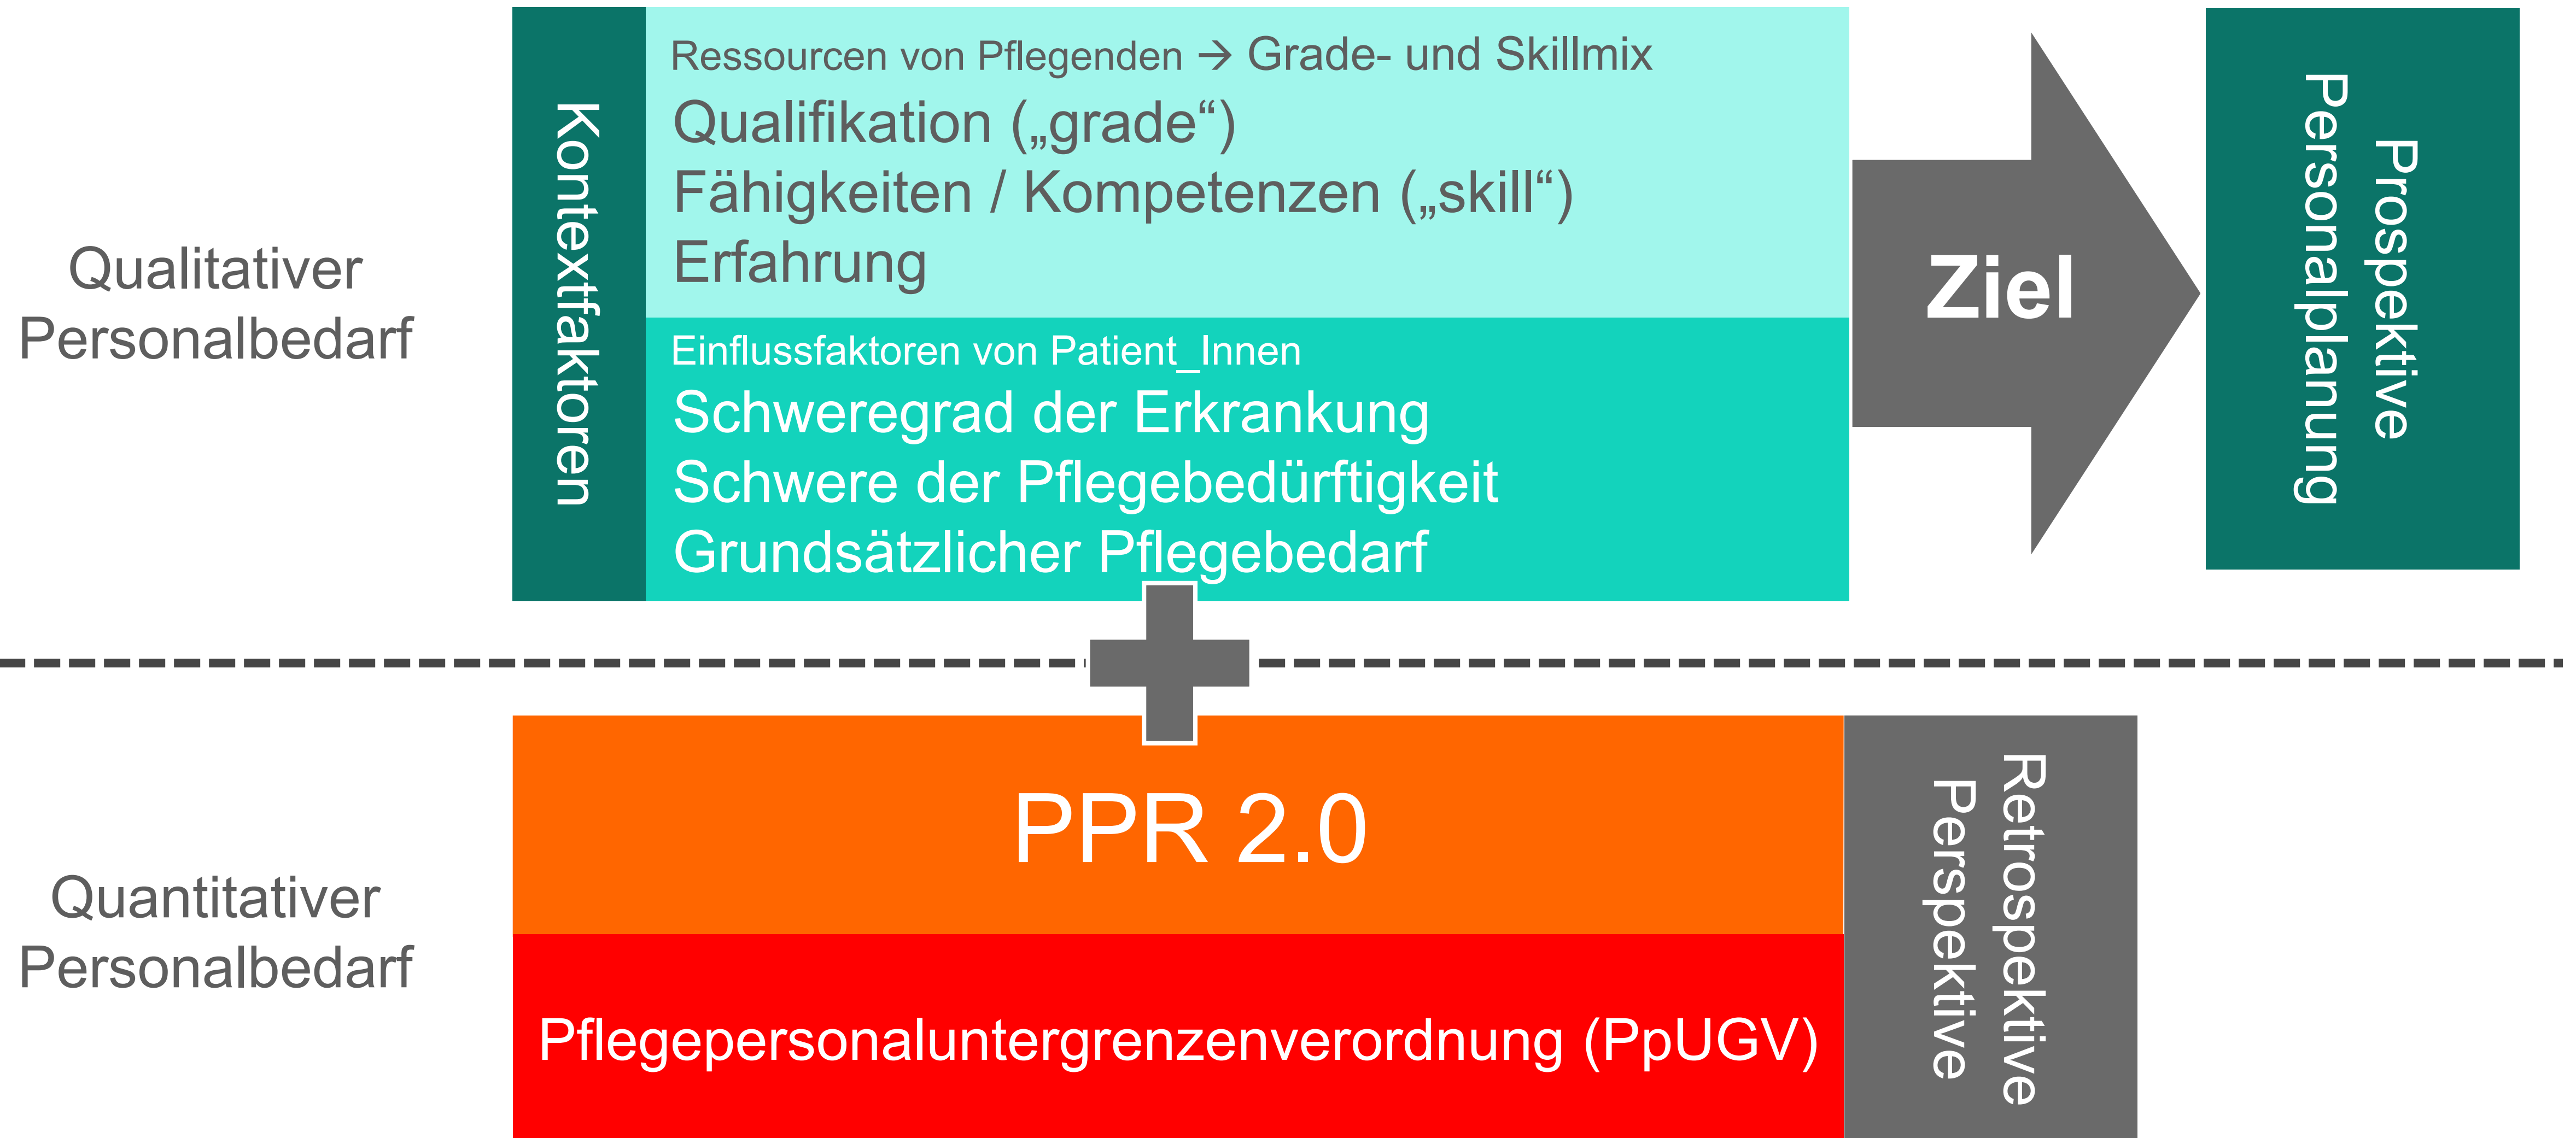 Qualitativer
Personalbedarf
Kontextfaktoren
Ressourcen von Pflegenden → Grade- und Skillmix
Qualifikation („grade“)
Fähigkeiten / Kompetenzen („skill“)
Erfahrung
Einflussfaktoren von Patient_Innen
Schweregrad der Erkrankung
Schwere der Pflegebedürftigkeit
Grundsätzlicher Pflegebedarf
Ziel
Prospektive
Personalplanung
Quantitativer
Personalbedarf
PPR 2.0
Pflegepersonaluntergrenzenverordnung (PpUGV)
Retrospektive
Perspektive